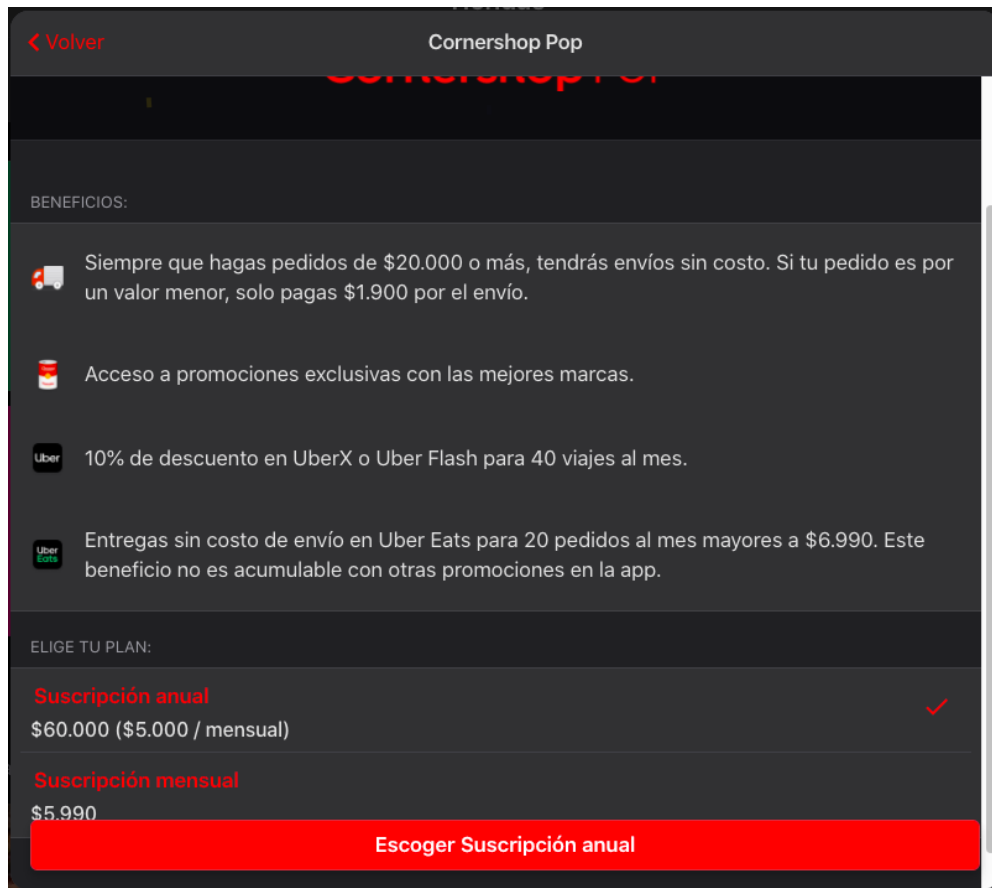 Volver
Cornershop Pop
BENEFICIOS:
Siempre que hagas pedidos de $20.000 o más, tendrás envíos sin costo. Si tu pedido es por
un valor menor, solo pagas $1.900 por el envío.
Acceso a promociones exclusivas con las mejores marcas.
Uber
10% de descuento en UberX o Uber Flash para 40 viajes al mes.
Uber
Eats
Entregas sin costo de envío en Uber Eats para 20 pedidos al mes mayores a $6.990. Este
beneficio no es acumulable con otras promociones en la app.
ELIGE TU PLAN:
Suscripción anual
$60.000 ($5.000 / mensual)
Suscripción mensual
$5.990
Escoger Suscripción anual